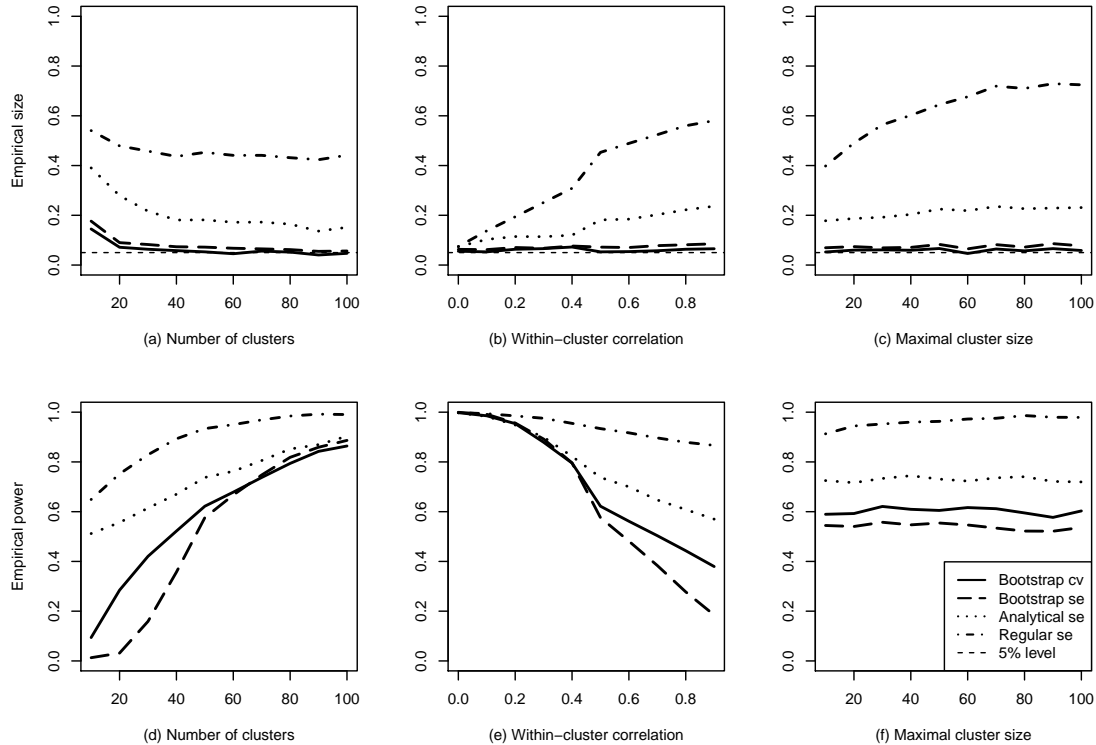 Empirical size
1.0
0.8
0.6
0.4
0.2
0.0
20 40 60 80 100
(a) Number of clusters
1.0
0.8
0.6
0.4
0.2
0.0
0.0 0.2 0.4 0.6 0.8
(b) Within−cluster correlation
1.0
0.8
0.6
0.4
0.2
0.0
20 40 60 80 100
(c) Maximal cluster size
Empirical power
1.0
0.8
0.6
0.4
0.2
0.0
20 40 60 80 100
(d) Number of clusters
1.0
0.8
0.6
0.4
0.2
0.0
0.0 0.2 0.4 0.6 0.8
(e) Within−cluster correlation
1.0
0.8
0.6
0.4
0.2
0.0
Bootstrap cv
Bootstrap se
Analytical se
Regular se
5% level
20 40 60 80 100
(f) Maximal cluster size